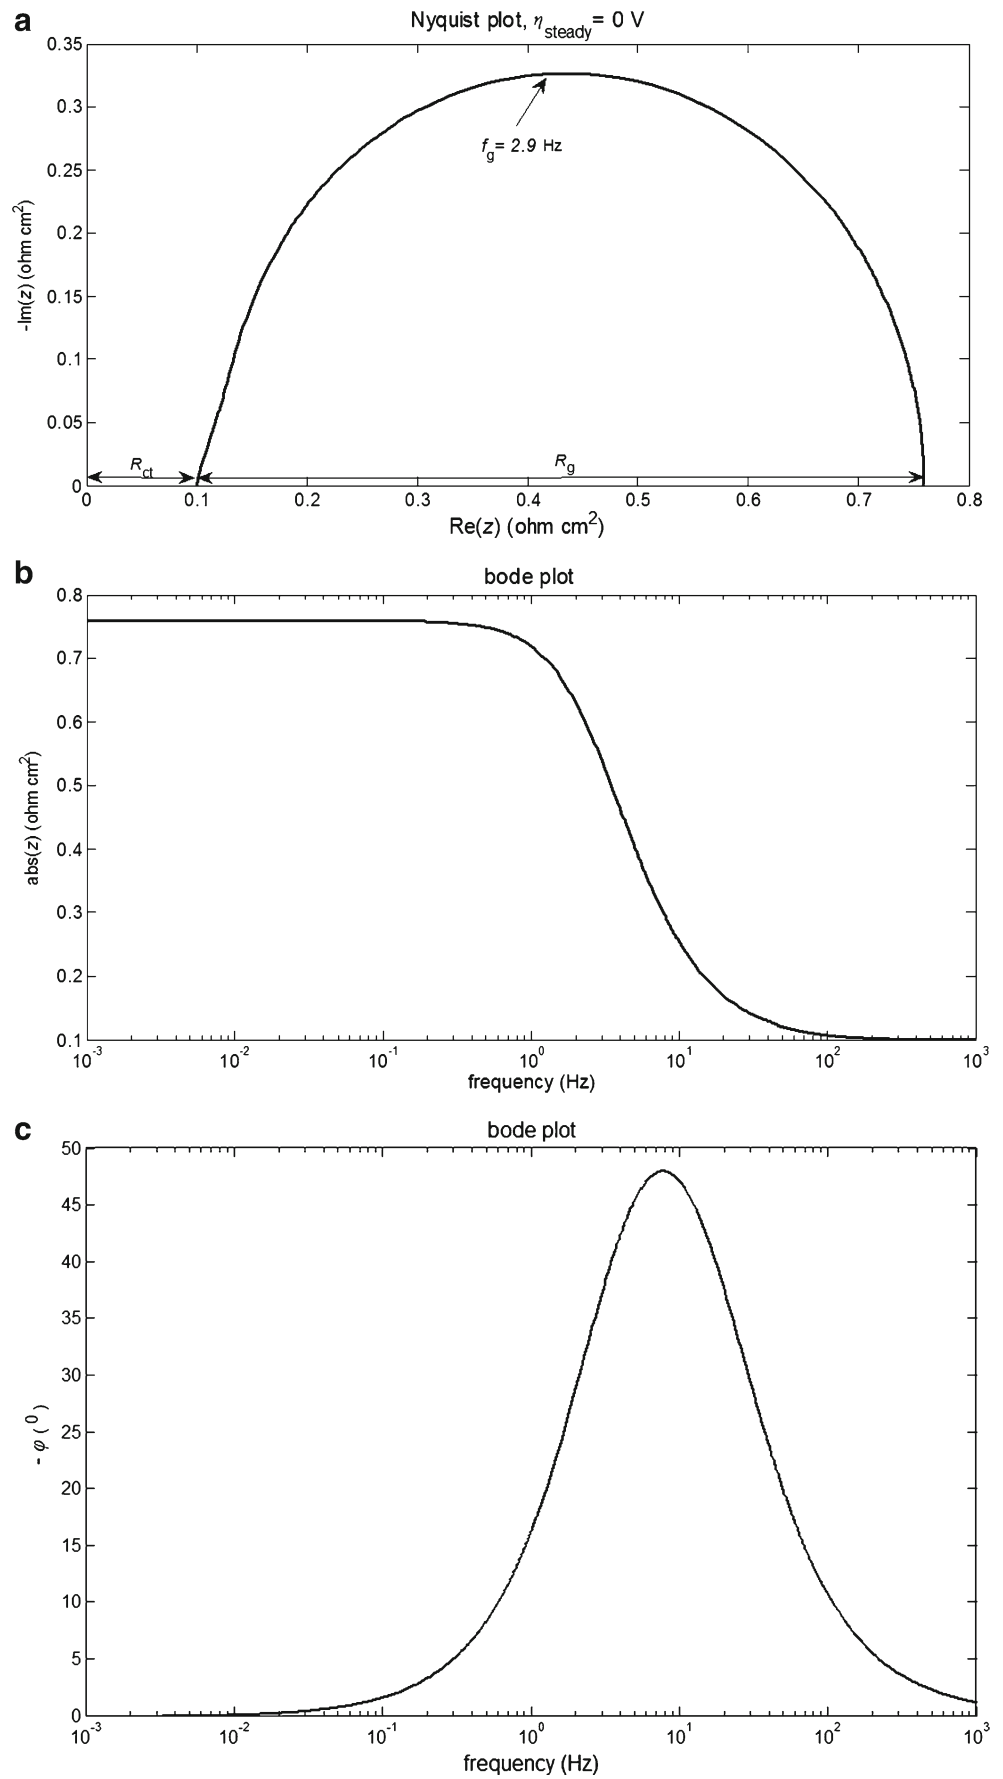 a
Nyquist plot, η steady = 0 V
0.35
0.3
0.25
0.2
0.15
0.1
0.05
0
-Im(z) (ohm cm2)
fg= 2.9 Hz
Rct
Rg
0 0.1 0.2 0.3 0.4 0.5 0.6 0.7 0.8
Re(z) (ohm cm2)
b
bode plot
0.8
0.7
0.6
0.5
0.4
0.3
0.2
0.1
abs(z) (ohm cm2)
10-3 10-2 10-1 100 101 102 103
frequency (Hz)
c
bode plot
50
45
40
35
30
25
20
15
10
5
0
- φ (0)
10-3 10-2 10-1 100 101 102 103
frequency (Hz)